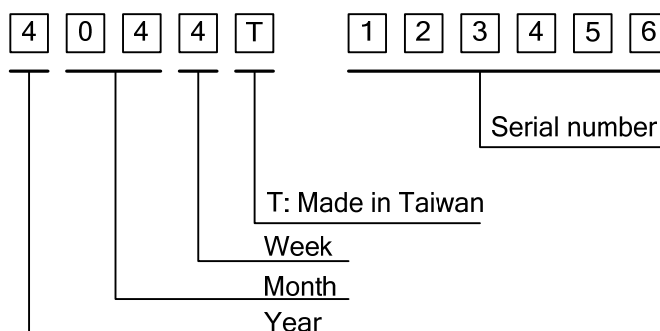 4 0 4 4 T 1 2 3 4 5 6
Serial number
T: Made in Taiwan
Week
Month
Year